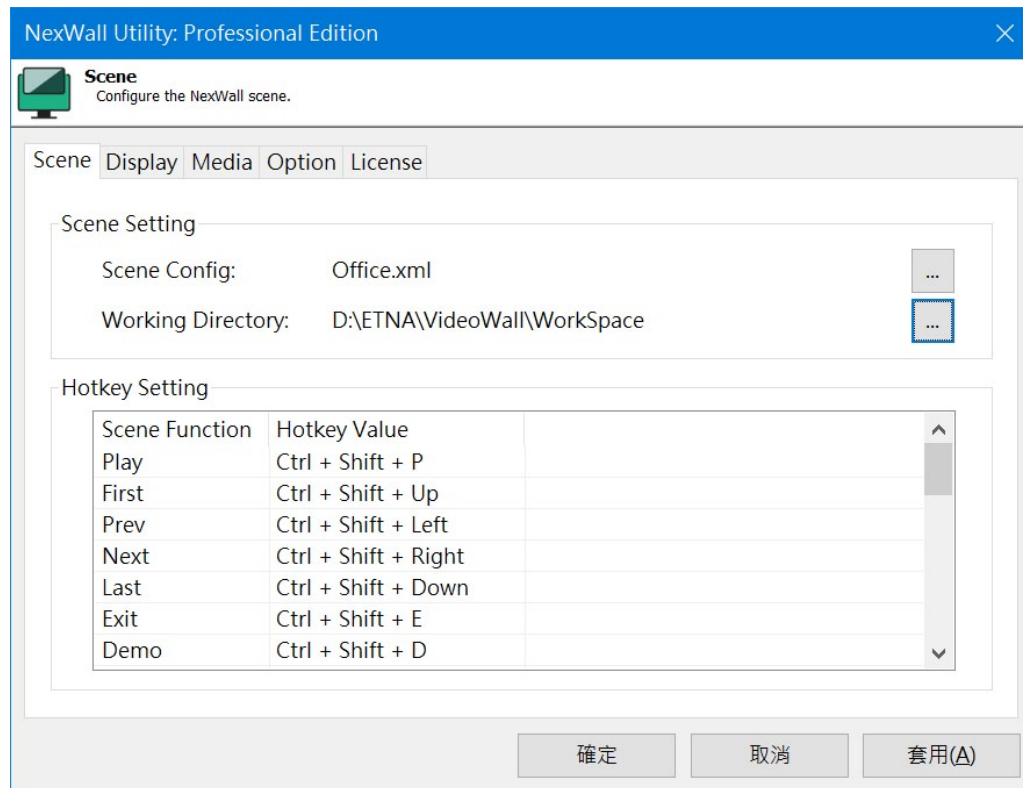 NexWall Utility: Professional Edition
Scene
Configure the NexWall scene.
Scene Display Media Option License
Scene Setting
Scene Config: Office.xml ...
Working Directory: D:\ETNA\VideoWall\WorkSpace ...
Hotkey Setting
Scene Function Hotkey Value
Play Ctrl + Shift + P
First Ctrl + Shift + Up
Prev Ctrl + Shift + Left
Next Ctrl + Shift + Right
Last Ctrl + Shift + Down
Exit Ctrl + Shift + E
Demo Ctrl + Shift + D
確定 取消 套用(A)